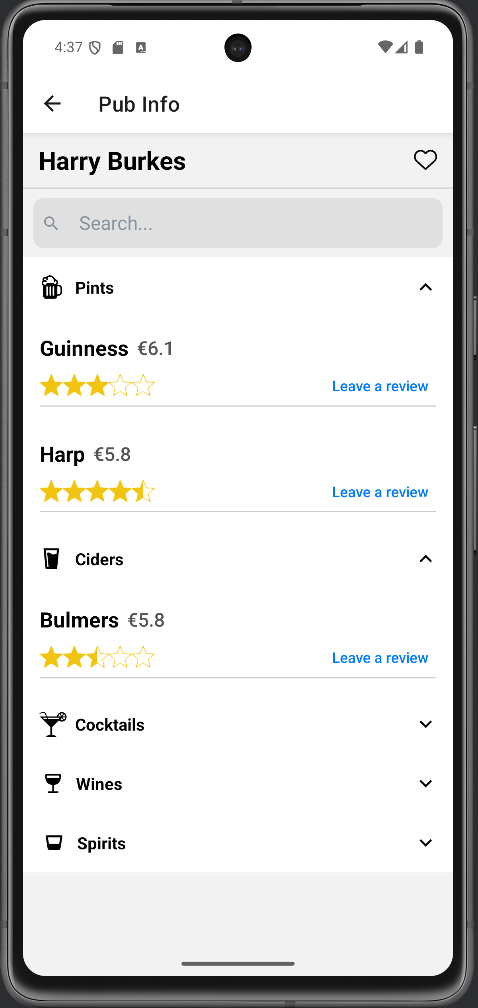 4:37
Pub Info
Harry Burkes
Search...
Pints
Guinness €6.1
Leave a review
Harp €5.8
Leave a review
Ciders
Bulmers €5.8
Leave a review
Cocktails
Wines
Spirits